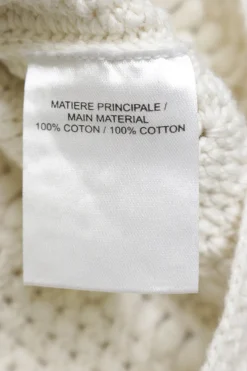 MATIERE PRINCIPALE /
MAIN MATERIAL
100% COTON / 100% COTTON